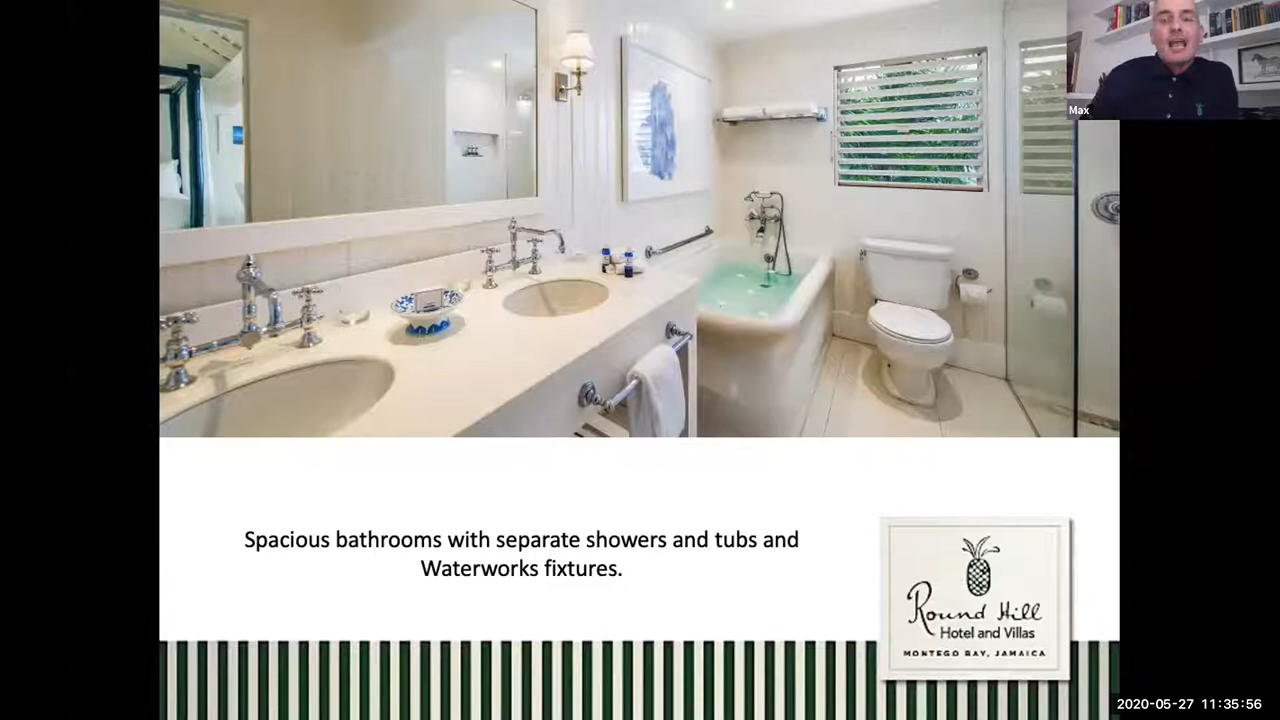 Max
Spacious bathrooms with separate showers and tubs and
Waterworks fixtures.
Round Hill
Hotel and Villas
MONTEGO BAY, JAMAICA
2020-05-27 11:35:56